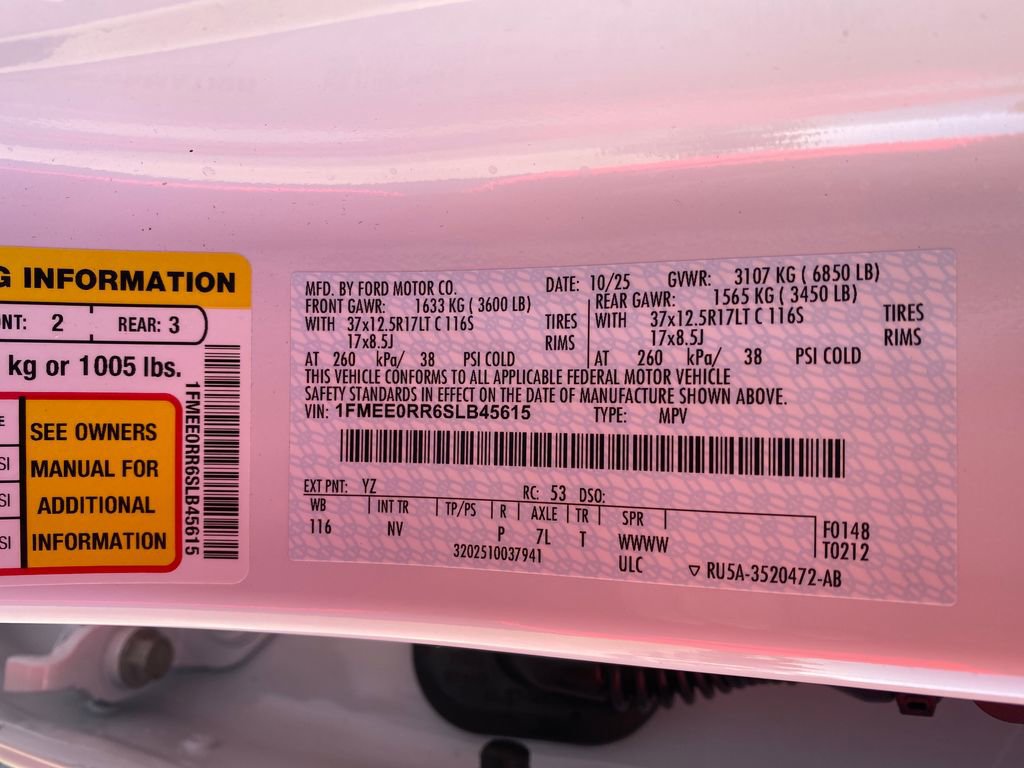 G INFORMATION
NT: 2 REAR: 3
kg or 1005 lbs.
SI
SI
SI
SEE OWNERS
MANUAL FOR
ADDITIONAL
INFORMATION
1FMEE0RR6SLB45615
MFD. BY FORD MOTOR CO. DATE: 10/25 GVWR: 3107 KG ( 6850 LB)
FRONT GAWR: 1633 KG ( 3600 LB) REAR GAWR: 1565 KG ( 3450 LB)
WITH 37x12.5R17LT C 116S TIRES WITH 37x12.5R17LT C 116S TIRES
17x8.5J RIMS 17x8.5J RIMS
AT 260 kPa/ 38 PSI COLD AT 260 kPa/ 38 PSI COLD
THIS VEHICLE CONFORMS TO ALL APPLICABLE FEDERAL MOTOR VEHICLE
SAFETY STANDARDS IN EFFECT ON THE DATE OF MANUFACTURE SHOWN ABOVE.
VIN: 1FMEE0RR6SLB45615 TYPE: MPV
EXT PNT: YZ RC: 53 DSO:
WB INT TR TP/PS R AXLE TR SPR
116 NV P 7L T WWWW F0148
3202510037941 ULC T0212
▽ RU5A-3520472-AB